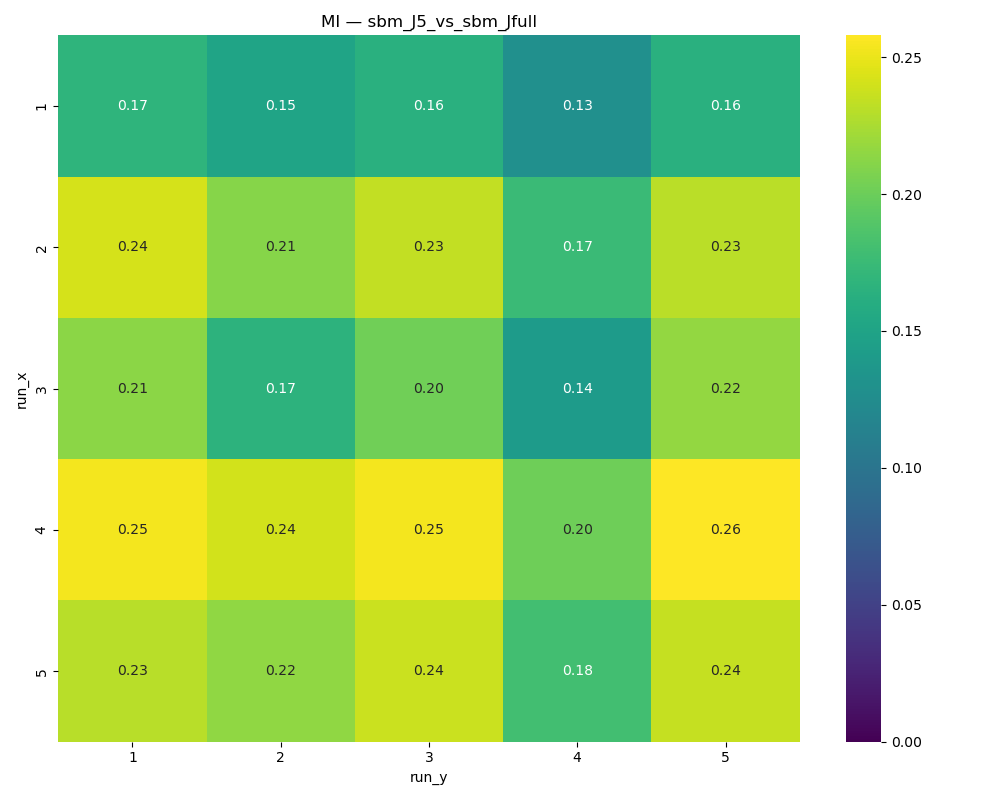 MI — sbm_J5_vs_sbm_Jfull
1 0.17 0.15 0.16 0.13 0.16
2 0.24 0.21 0.23 0.17 0.23
3 0.21 0.17 0.20 0.14 0.22
4 0.25 0.24 0.25 0.20 0.26
5 0.23 0.22 0.24 0.18 0.24
run_x
1 2 3 4 5
run_y
0.25
0.20
0.15
0.10
0.05
0.00